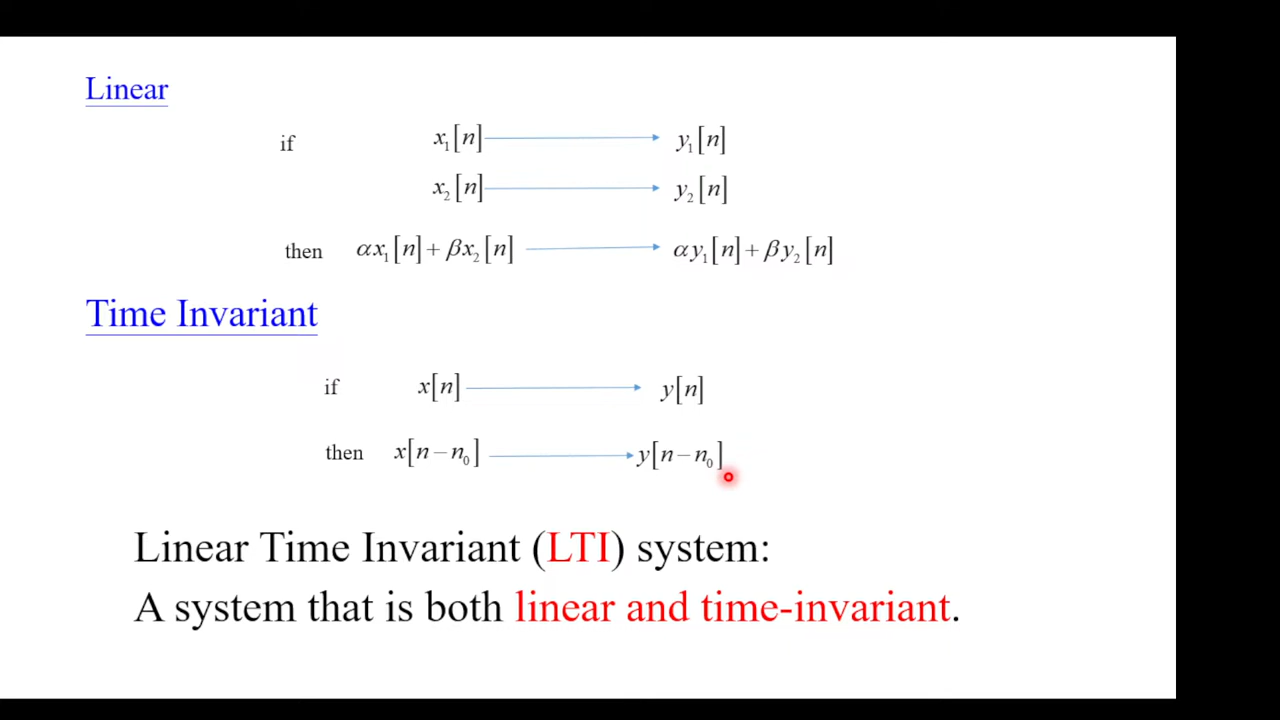 Linear
if x₁[n] → y₁[n]
x₂[n] → y₂[n]
then αx₁[n] + βx₂[n] → αy₁[n] + βy₂[n]
Time Invariant
if x[n] → y[n]
then x[n − n₀] → y[n − n₀]
Linear Time Invariant (LTI) system:
A system that is both linear and time-invariant.